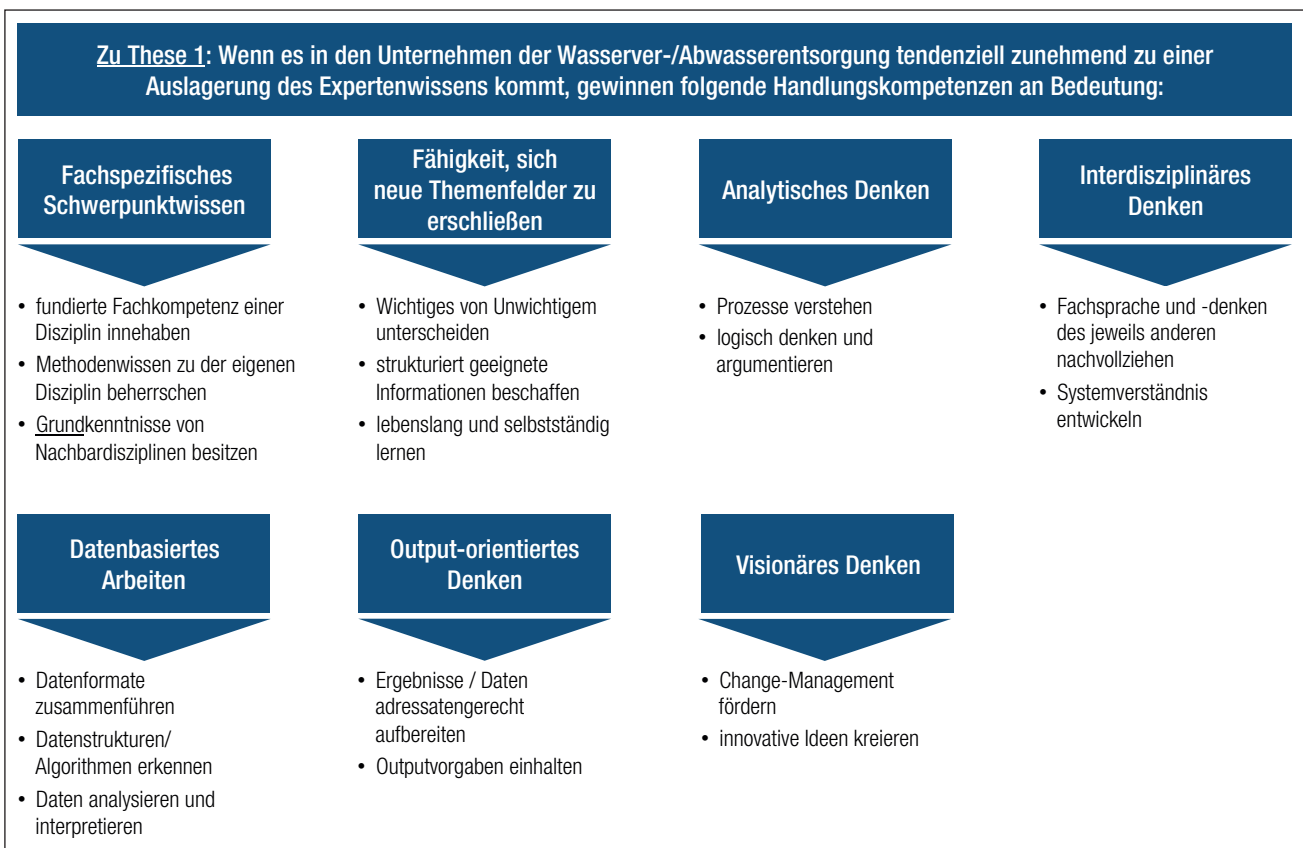 Zu These 1: Wenn es in den Unternehmen der Wasserver-/Abwasserentsorgung tendenziell zunehmend zu einer
Auslagerung des Expertenwissens kommt, gewinnen folgende Handlungskompetenzen an Bedeutung:
Fachspezifisches
Schwerpunktwissen
• fundierte Fachkompetenz einer
Disziplin innehaben
• Methodenwissen zu der eigenen
Disziplin beherrschen
• Grundkenntnisse von
Nachbardisziplinen besitzen
Fähigkeit, sich
neue Themenfelder zu
erschließen
• Wichtiges von Unwichtigem
unterscheiden
• strukturiert geeignete
Informationen beschaffen
• lebenslang und selbstständig
lernen
Analytisches Denken
• Prozesse verstehen
• logisch denken und
argumentieren
Interdisziplinäres
Denken
• Fachsprache und -denken
des jeweils anderen
nachvollziehen
• Systemverständnis
entwickeln
Datenbasiertes
Arbeiten
• Datenformate
zusammenführen
• Datenstrukturen/
Algorithmen erkennen
• Daten analysieren und
interpretieren
Output-orientiertes
Denken
• Ergebnisse / Daten
adressatengerecht
aufbereiten
• Outputvorgaben einhalten
Visionäres Denken
• Change-Management
fördern
• innovative Ideen kreieren